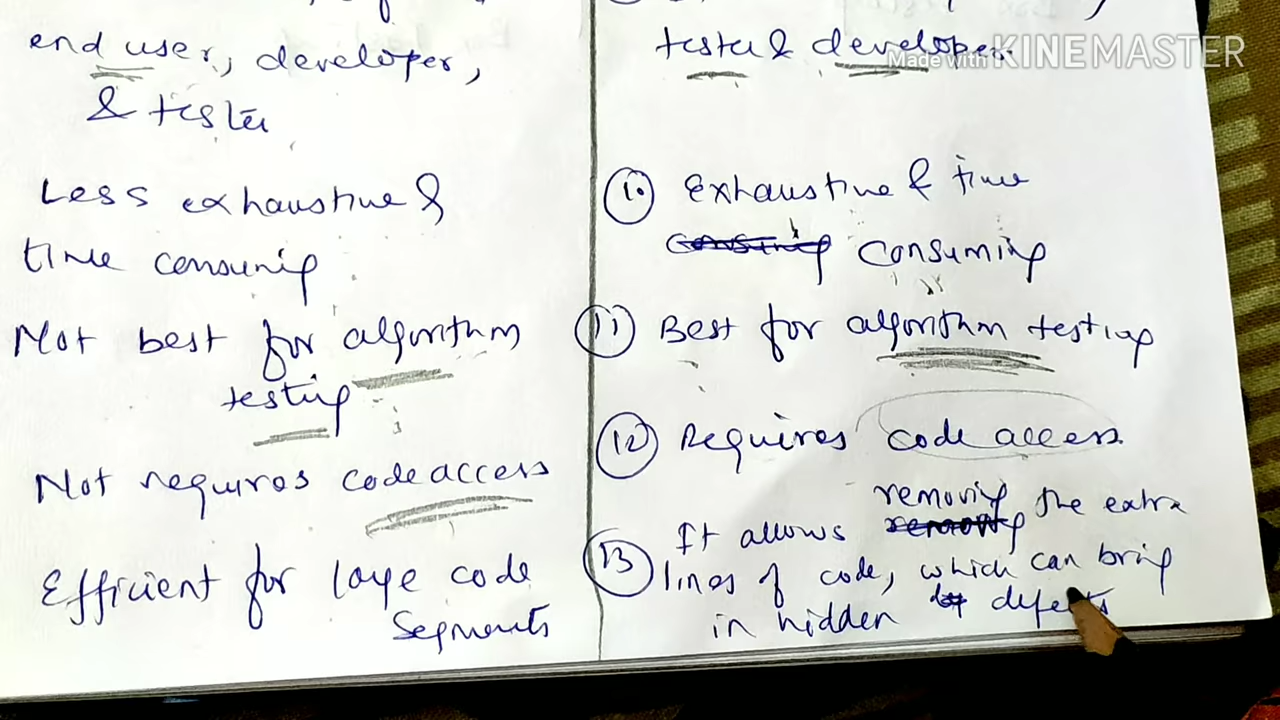 end user, developer,
& tester
Less exhaustive &
time consuming
Not best for algorithm
testing
Not requires code access
Efficient for large code
segments
tester & developer
Made with KINEMASTER
10 Exhaustive & time
consuming
11 Best for algorithm testing
12 Requires code access
13 It allows removing the extra
lines of code, which can bring
in hidden defects